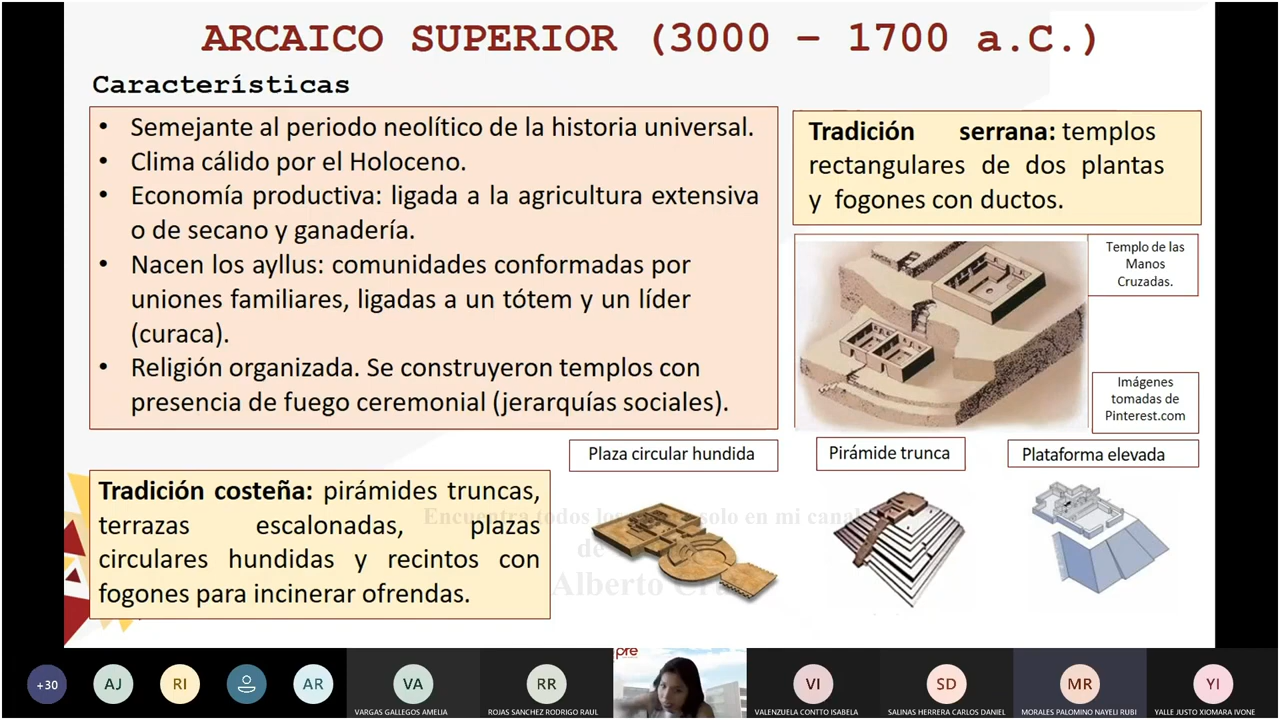 ARCAICO SUPERIOR (3000 – 1700 a.C.)
Características
• Semejante al periodo neolítico de la historia universal.
• Clima cálido por el Holoceno.
• Economía productiva: ligada a la agricultura extensiva
o de secano y ganadería.
• Nacen los ayllus: comunidades conformadas por
uniones familiares, ligadas a un tótem y un líder
(curaca).
• Religión organizada. Se construyeron templos con
presencia de fuego ceremonial (jerarquías sociales).
Tradición serrana: templos
rectangulares de dos plantas
y fogones con ductos.
Templo de las
Manos
Cruzadas.
Imágenes
tomadas de
Pinterest.com
Plaza circular hundida
Pirámide trunca
Plataforma elevada
Tradición costeña: pirámides truncas,
terrazas escalonadas, plazas
circulares hundidas y recintos con
fogones para incinerar ofrendas.
Encuentra todos los solo en mi canal
de
Alberto
pre
+30
AJ
RI
AR
VA
VARGAS GALLEGOS AMELIA
RR
ROJAS SANCHEZ RODRIGO RAUL
VI
VALENZUELA CONTTO ISABELA
SD
SALINAS HERRERA CARLOS DANIEL
MR
MORALES PALOMINO NAYELI RUBI
YI
YALLE JUSTO XIOMARA IVONE